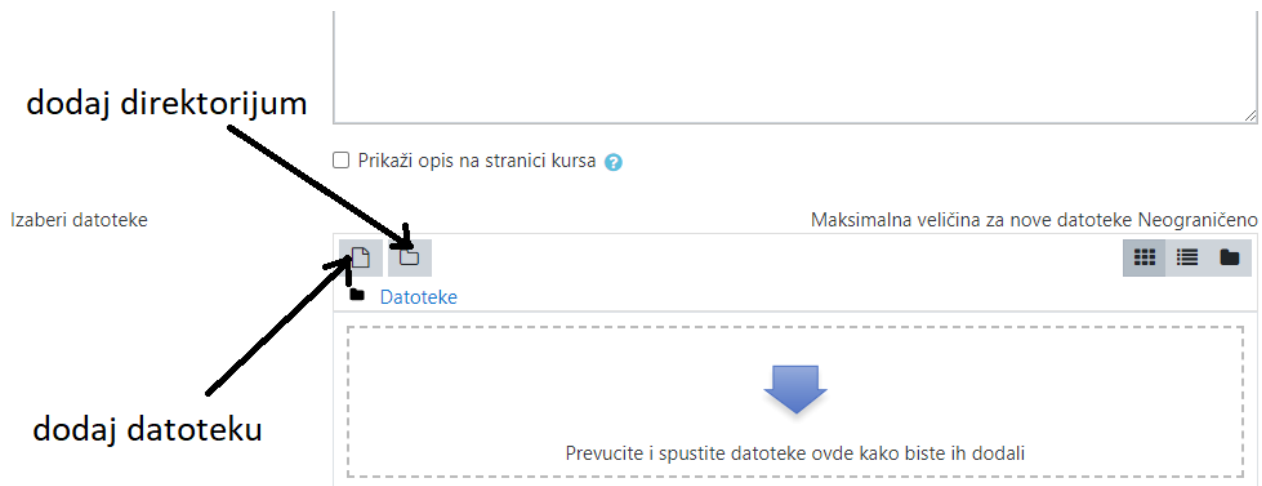 dodaj direktorijum
Prikaži opis na stranici kursa
Izaberi datoteke
Maksimalna veličina za nove datoteke Neograničeno
Datoteke
Prevucite i spustite datoteke ovde kako biste ih dodali
dodaj datoteku